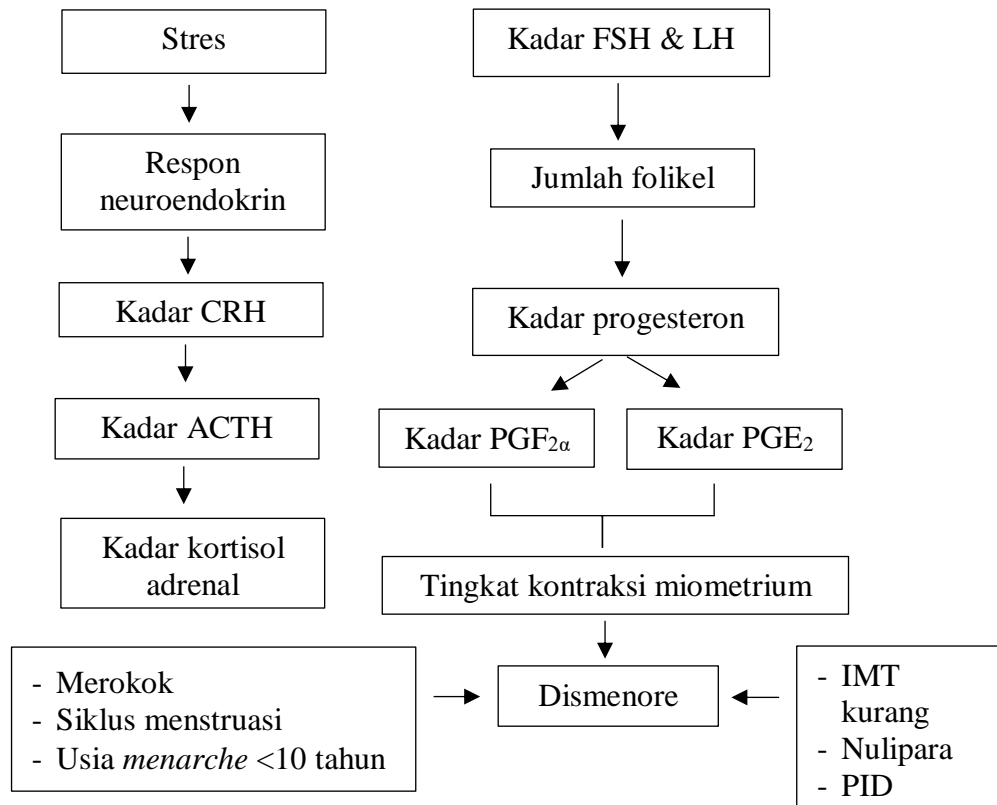 Stres
Respon
neuroendokrin
Kadar CRH
Kadar ACTH
Kadar kortisol
adrenal
Kadar FSH & LH
Jumlah folikel
Kadar progesteron
Kadar PGF2α
Kadar PGE2
Tingkat kontraksi miometrium
Dismenore
- Merokok
- Siklus menstruasi
- Usia menarche <10 tahun
- IMT
kurang
- Nulipara
- PID